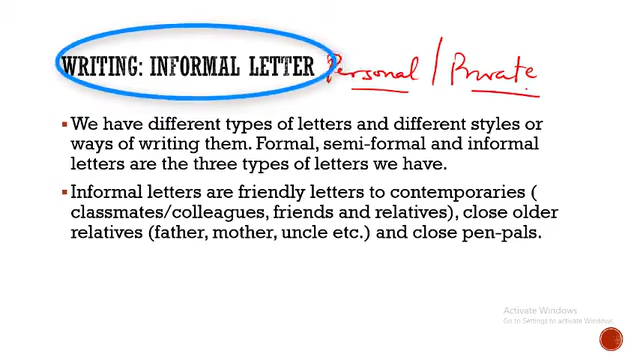 WRITING: INFORMAL LETTER Personal / Private
▪ We have different types of letters and different styles or
ways of writing them. Formal, semi-formal and informal
letters are the three types of letters we have.
▪ Informal letters are friendly letters to contemporaries (
classmates/colleagues, friends and relatives), close older
relatives (father, mother, uncle etc.) and close pen-pals.
Activate Windows
Go to Settings to activate Windows.